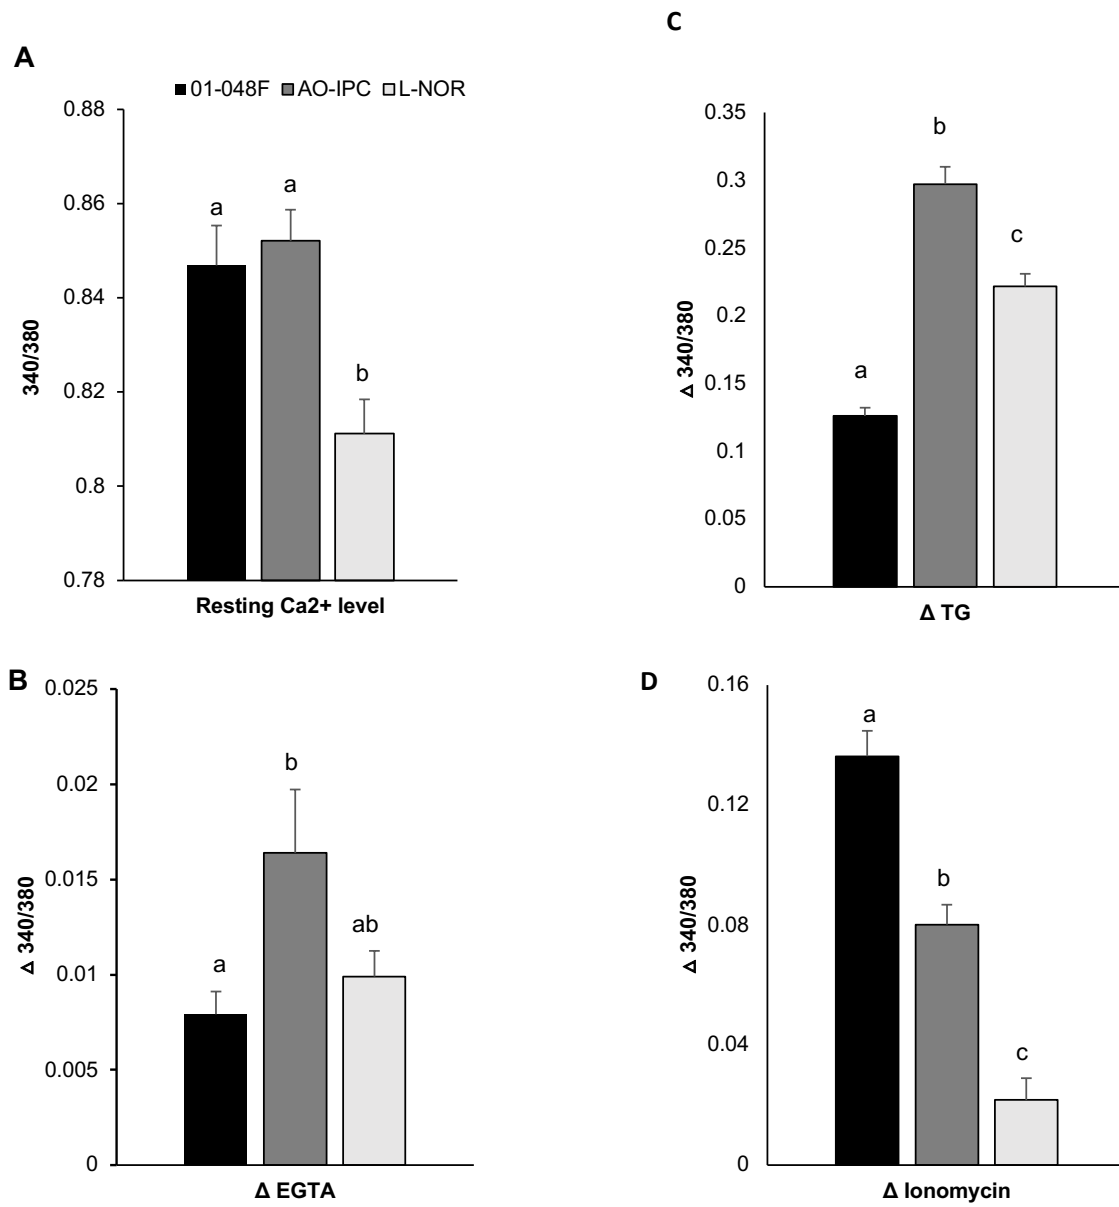 A
01-048F AO-IPC L-NOR
0.88
0.86
0.84
0.82
0.8
0.78
340/380
a
a
b
Resting Ca2+ level
B
0.025
0.02
0.015
0.01
0.005
0
Δ 340/380
a
b
ab
Δ EGTA
C
0.35
0.3
0.25
0.2
0.15
0.1
0.05
0
Δ 340/380
a
b
c
Δ TG
D
0.16
0.12
0.08
0.04
0
Δ 340/380
a
b
c
Δ Ionomycin